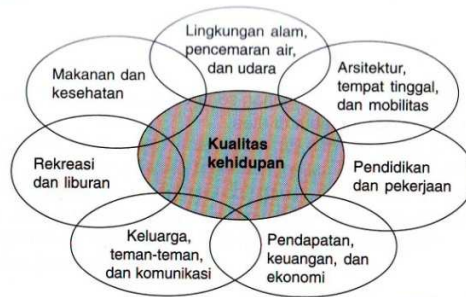 Lingkungan alam,
pencemaran air,
dan udara
Makanan dan
kesehatan
Arsitektur,
tempat tinggal,
dan mobilitas
Kualitas
kehidupan
Rekreasi
dan liburan
Pendidikan
dan pekerjaan
Keluarga,
teman-teman,
dan komunikasi
Pendapatan,
keuangan, dan
ekonomi